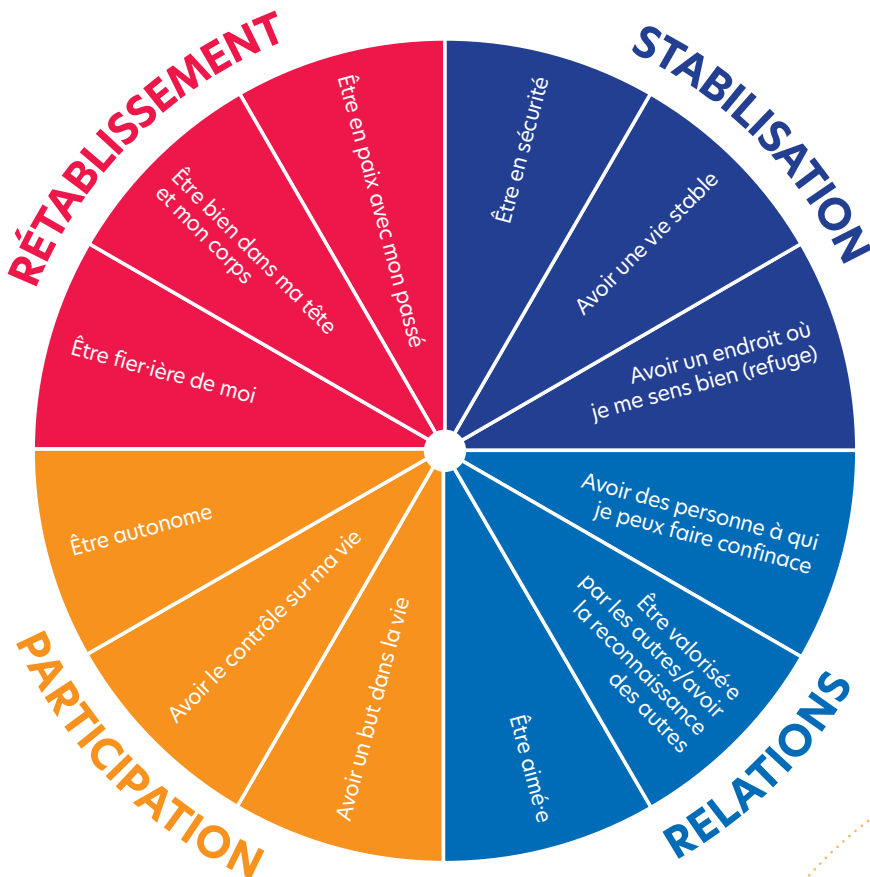 STABILISATION
Être en sécurité
Avoir une vie stable
Avoir un endroit où
je me sens bien (refuge)
RELATIONS
Avoir des personne à qui
je peux faire confinace
Être valorisé·e
par les autres/avoir
la reconnaissance
des autres
Être aimé·e
PARTICIPATION
Avoir un but dans la vie
Avoir le contrôle sur ma vie
Être autonome
RÉTABLISSEMENT
Être fier·ière de moi
Être bien dans ma tête
et mon corps
Être en paix avec mon passé